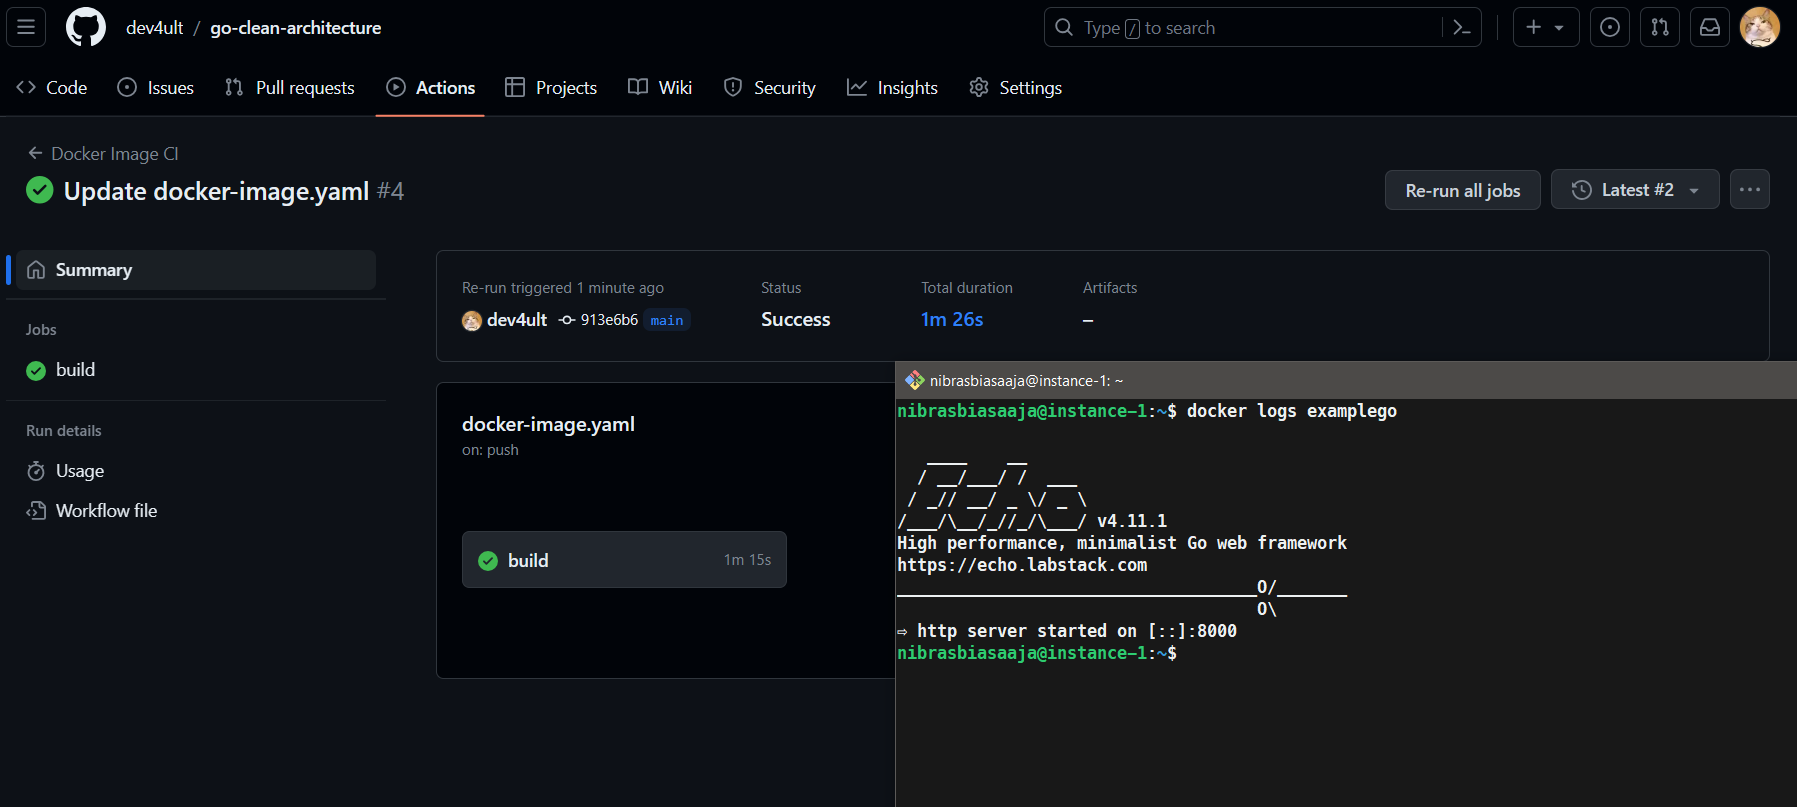 dev4ult / go-clean-architecture
Type / to search
Code
Issues
Pull requests
Actions
Projects
Wiki
Security
Insights
Settings
← Docker Image CI
Update docker-image.yaml #4
Re-run all jobs
Latest #2
Summary
Jobs
build
Run details
Usage
Workflow file
Re-run triggered 1 minute ago
dev4ult 913e6b6 main
Status
Success
Total duration
1m 26s
Artifacts
–
docker-image.yaml
on: push
build 1m 15s
nibrasbiasaaja@instance-1: ~
nibrasbiasaaja@instance-1:~$ docker logs examplego
   ____    __
  / __/___/ /  ___
 / _// __/ _ \/ _ \
/___/\__/_//_/\___/ v4.11.1
High performance, minimalist Go web framework
https://echo.labstack.com
____________________________________O/_______
                                    O\
⇨ http server started on [::]:8000
nibrasbiasaaja@instance-1:~$